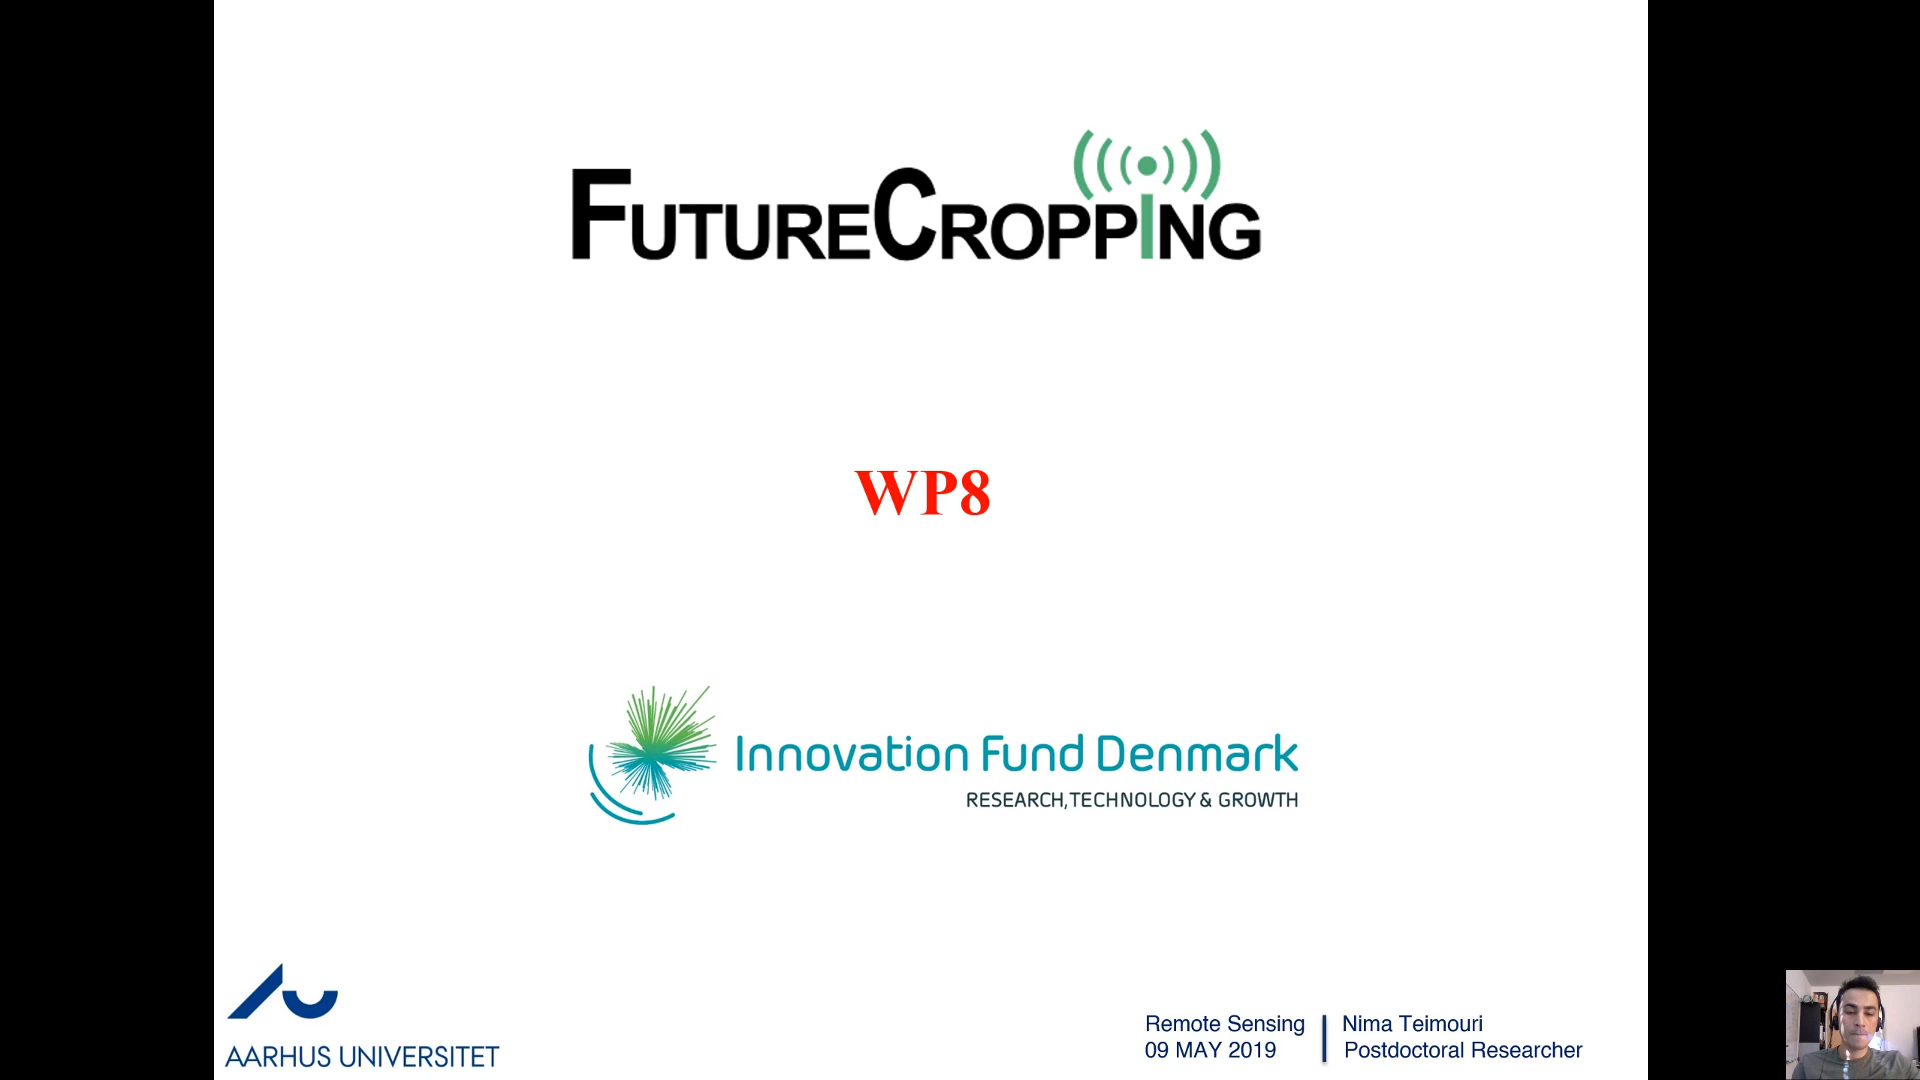 FUTURECROPPING
WP8
Innovation Fund Denmark
RESEARCH, TECHNOLOGY & GROWTH
AARHUS UNIVERSITET
Remote Sensing
09 MAY 2019
Nima Teimouri
Postdoctoral Researcher